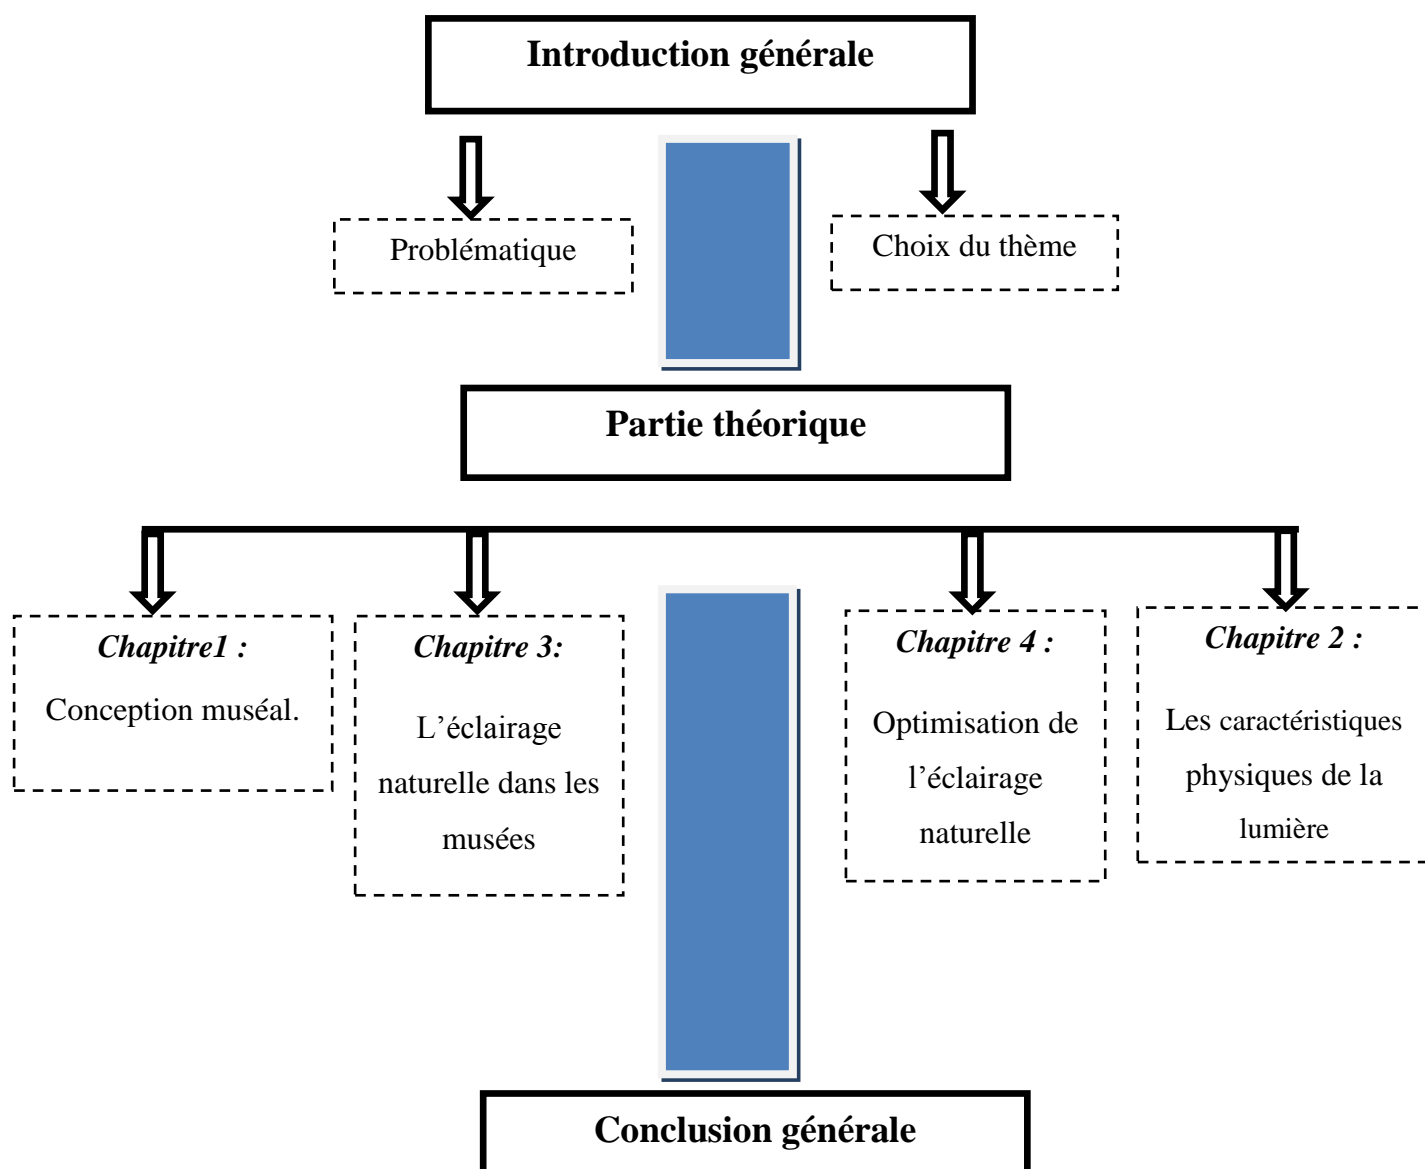 Introduction générale
Problématique
Choix du thème
Partie théorique
Chapitre1 :
Conception muséal.
Chapitre 3:
L’éclairage
naturelle dans les
musées
Chapitre 4 :
Optimisation de
l’éclairage
naturelle
Chapitre 2 :
Les caractéristiques
physiques de la
lumière
Conclusion générale